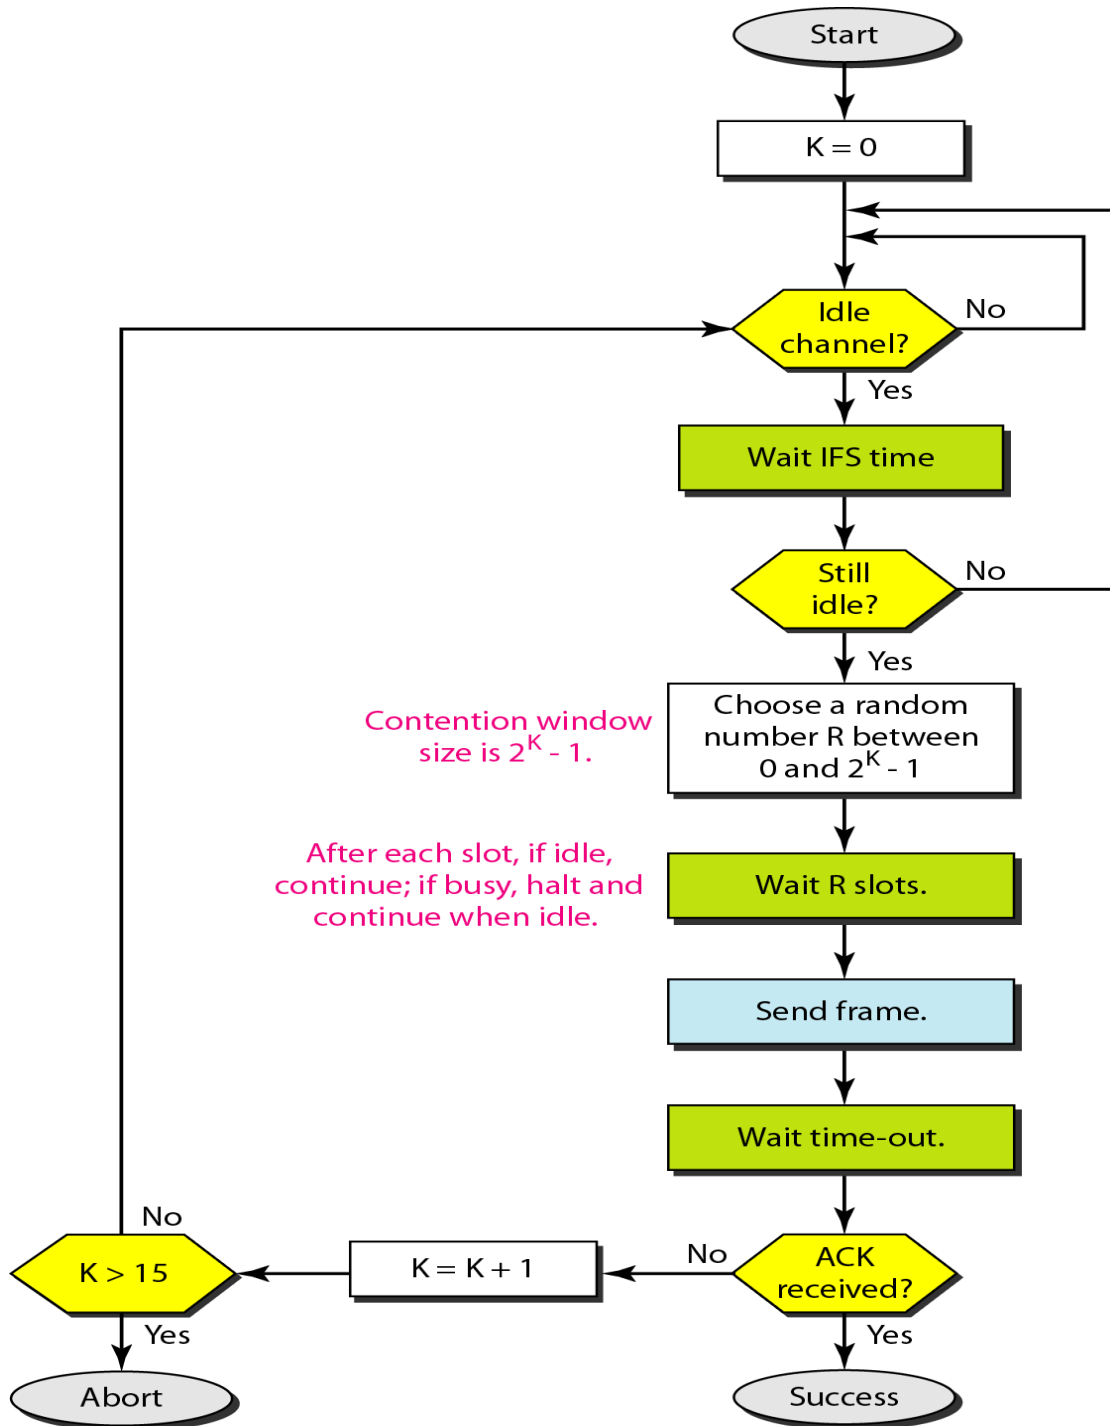 Start
K = 0
Idle
channel?
No
Yes
Wait IFS time
Still
idle?
No
Yes
Contention window
size is 2^K - 1.
Choose a random
number R between
0 and 2^K - 1
After each slot, if idle,
continue; if busy, halt and
continue when idle.
Wait R slots.
Send frame.
Wait time-out.
ACK
received?
No
Yes
K = K + 1
K > 15
No
Yes
Abort
Success